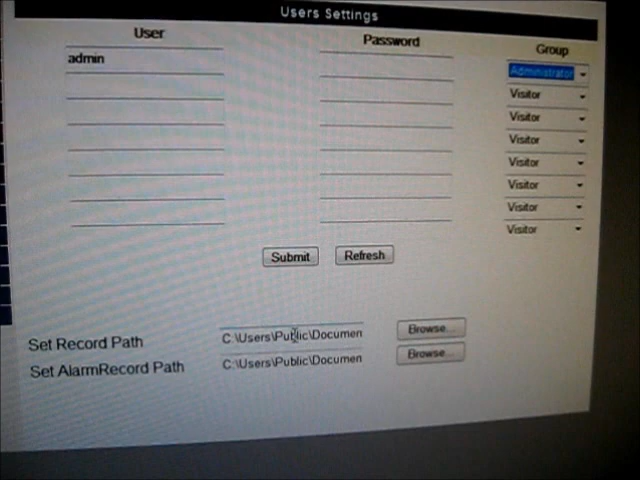 Users Settings
User Password Group
admin Administrator
Visitor
Visitor
Visitor
Visitor
Visitor
Visitor
Visitor
Submit Refresh
Set Record Path C:\Users\Public\Documen Browse...
Set AlarmRecord Path C:\Users\Public\Documen Browse...